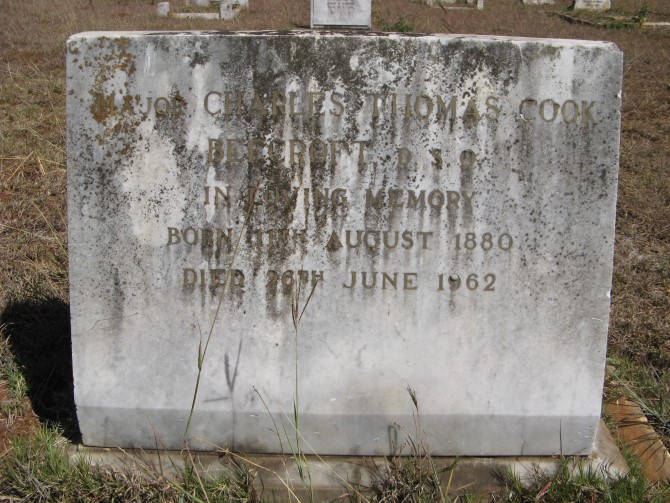 MAJOR CHARLES THOMAS COOK
BEECROFT D.S.O.
IN LOVING MEMORY
BORN 11TH AUGUST 1880
DIED 26TH JUNE 1962